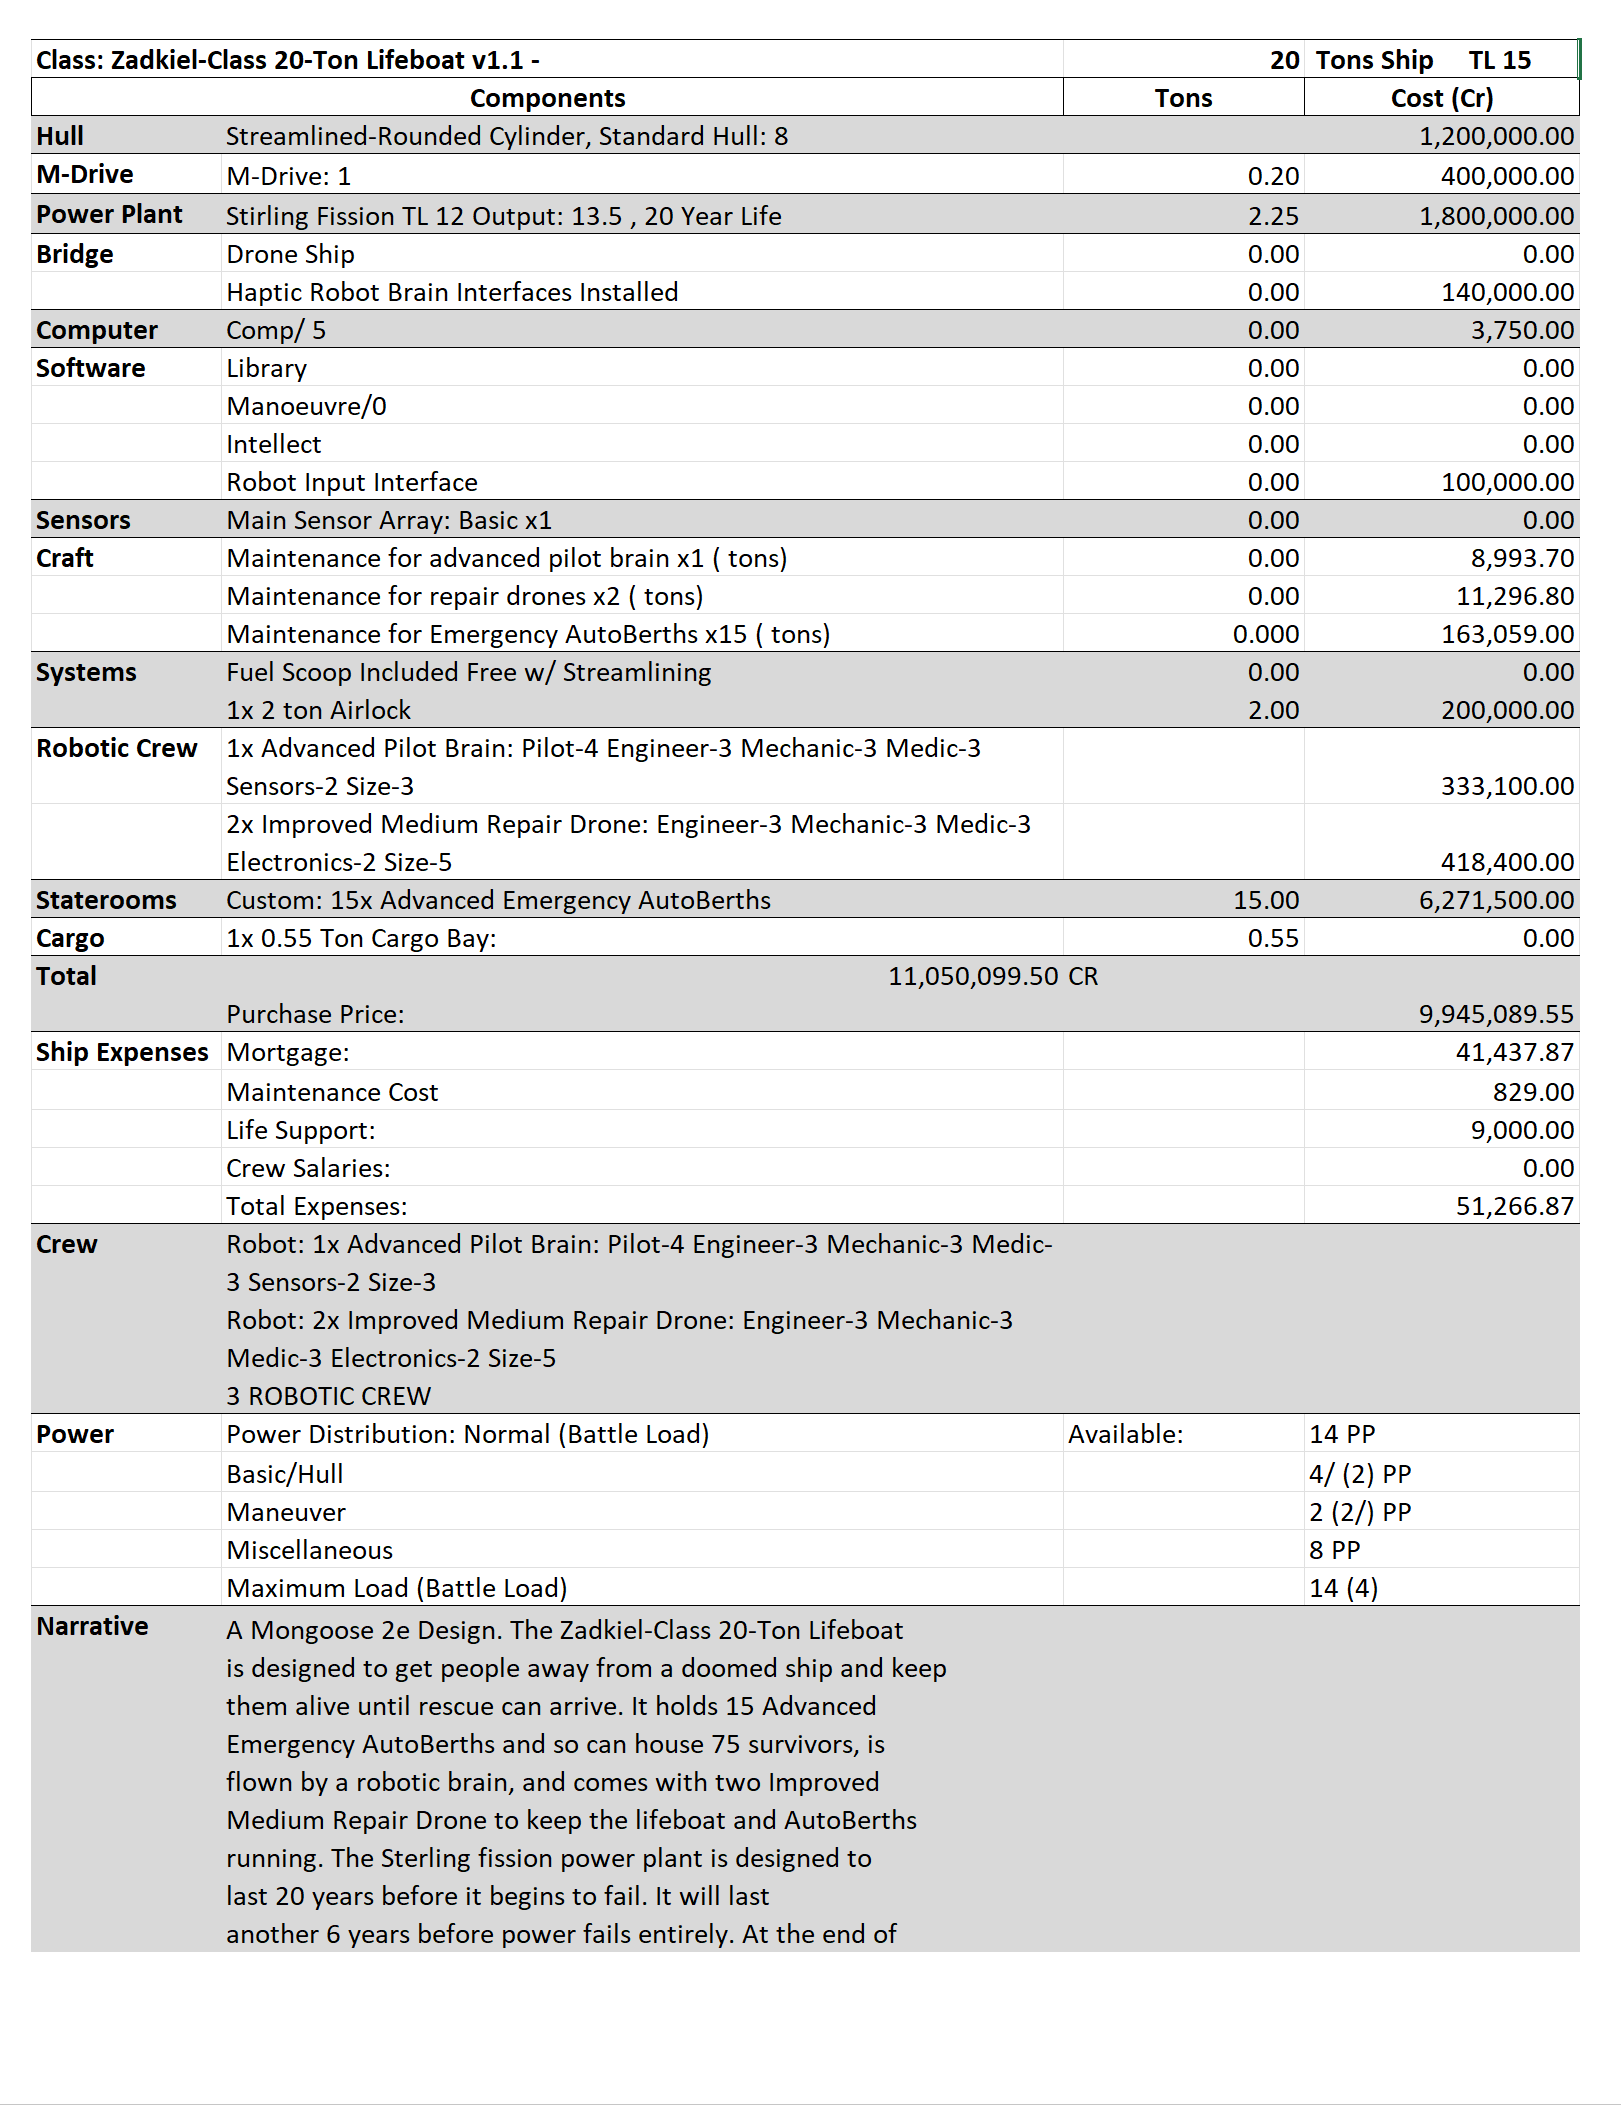 Class: Zadkiel-Class 20-Ton Lifeboat v1.1 - 20 Tons Ship TL 15
Components Tons Cost (Cr)
Hull Streamlined-Rounded Cylinder, Standard Hull: 8 1,200,000.00
M-Drive M-Drive: 1 0.20 400,000.00
Power Plant Stirling Fission TL 12 Output: 13.5 , 20 Year Life 2.25 1,800,000.00
Bridge Drone Ship 0.00 0.00
Haptic Robot Brain Interfaces Installed 0.00 140,000.00
Computer Comp/ 5 0.00 3,750.00
Software Library 0.00 0.00
Manoeuvre/0 0.00 0.00
Intellect 0.00 0.00
Robot Input Interface 0.00 100,000.00
Sensors Main Sensor Array: Basic x1 0.00 0.00
Craft Maintenance for advanced pilot brain x1 ( tons) 0.00 8,993.70
Maintenance for repair drones x2 ( tons) 0.00 11,296.80
Maintenance for Emergency AutoBerths x15 ( tons) 0.000 163,059.00
Systems Fuel Scoop Included Free w/ Streamlining 0.00 0.00
1x 2 ton Airlock 2.00 200,000.00
Robotic Crew 1x Advanced Pilot Brain: Pilot-4 Engineer-3 Mechanic-3 Medic-3
Sensors-2 Size-3 333,100.00
2x Improved Medium Repair Drone: Engineer-3 Mechanic-3 Medic-3
Electronics-2 Size-5 418,400.00
Staterooms Custom: 15x Advanced Emergency AutoBerths 15.00 6,271,500.00
Cargo 1x 0.55 Ton Cargo Bay: 0.55 0.00
Total 11,050,099.50 CR
Purchase Price: 9,945,089.55
Ship Expenses Mortgage: 41,437.87
Maintenance Cost 829.00
Life Support: 9,000.00
Crew Salaries: 0.00
Total Expenses: 51,266.87
Crew Robot: 1x Advanced Pilot Brain: Pilot-4 Engineer-3 Mechanic-3 Medic-
3 Sensors-2 Size-3
Robot: 2x Improved Medium Repair Drone: Engineer-3 Mechanic-3
Medic-3 Electronics-2 Size-5
3 ROBOTIC CREW
Power Power Distribution: Normal (Battle Load) Available: 14 PP
Basic/Hull 4/ (2) PP
Maneuver 2 (2/) PP
Miscellaneous 8 PP
Maximum Load (Battle Load) 14 (4)
Narrative A Mongoose 2e Design. The Zadkiel-Class 20-Ton Lifeboat
is designed to get people away from a doomed ship and keep
them alive until rescue can arrive. It holds 15 Advanced
Emergency AutoBerths and so can house 75 survivors, is
flown by a robotic brain, and comes with two Improved
Medium Repair Drone to keep the lifeboat and AutoBerths
running. The Sterling fission power plant is designed to
last 20 years before it begins to fail. It will last
another 6 years before power fails entirely. At the end of